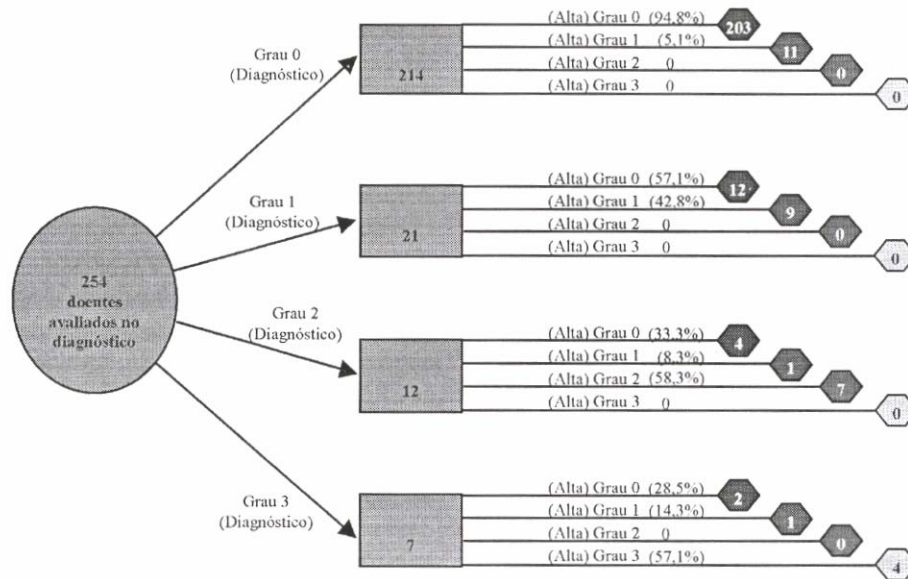 254
doentes
avaliados no
diagnóstico
Grau 0
(Diagnóstico)
214
(Alta) Grau 0 (94,8%) 203
(Alta) Grau 1 (5,1%) 11
(Alta) Grau 2 0 0
(Alta) Grau 3 0 0
Grau 1
(Diagnóstico)
21
(Alta) Grau 0 (57,1%) 12
(Alta) Grau 1 (42,8%) 9
(Alta) Grau 2 0 0
(Alta) Grau 3 0 0
Grau 2
(Diagnóstico)
12
(Alta) Grau 0 (33,3%) 4
(Alta) Grau 1 (8,3%) 1
(Alta) Grau 2 (58,3%) 7
(Alta) Grau 3 0 0
Grau 3
(Diagnóstico)
7
(Alta) Grau 0 (28,5%) 2
(Alta) Grau 1 (14,3%) 1
(Alta) Grau 2 0 0
(Alta) Grau 3 (57,1%) 4